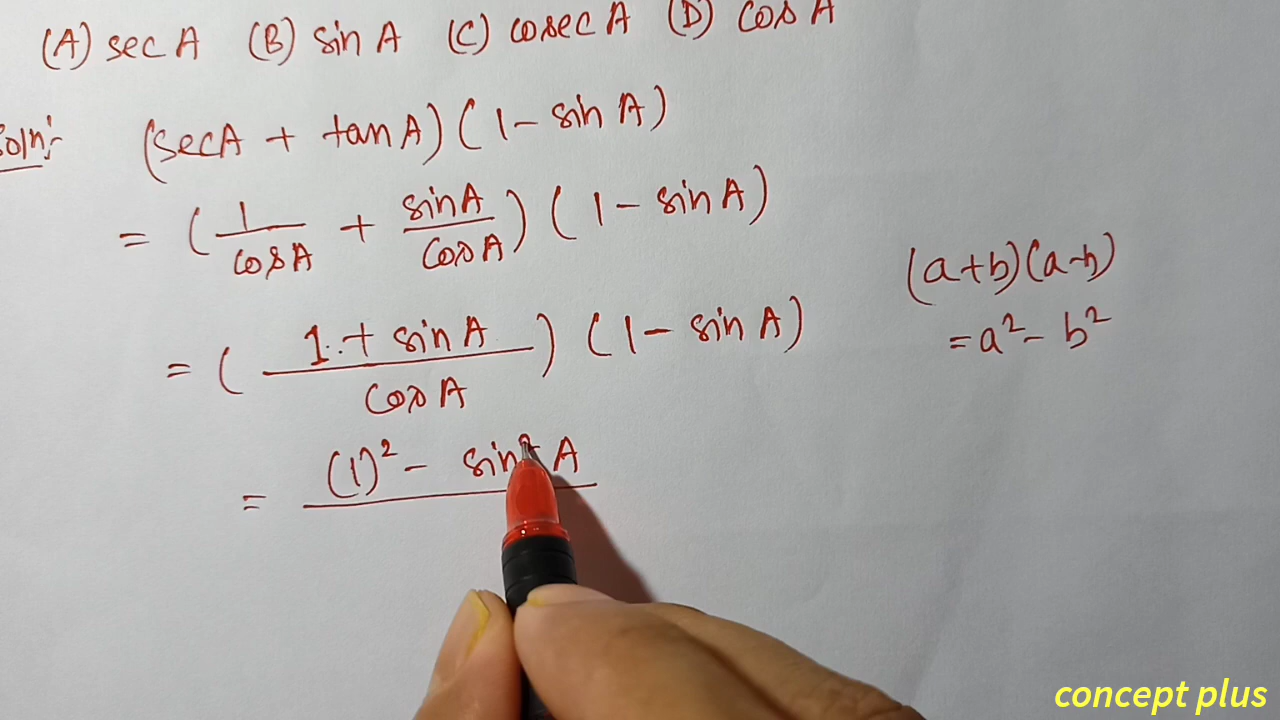 (A) sec A (B) sin A (C) cosec A (D) cos A
Soln:- (secA + tanA)(1 - sin A)
= (1/cosA + sinA/cosA)(1 - sin A)
= (1 + sin A/cos A)(1 - sin A)
(a+b)(a-b)
= a² - b²
= (1)² - sin² A
concept plus